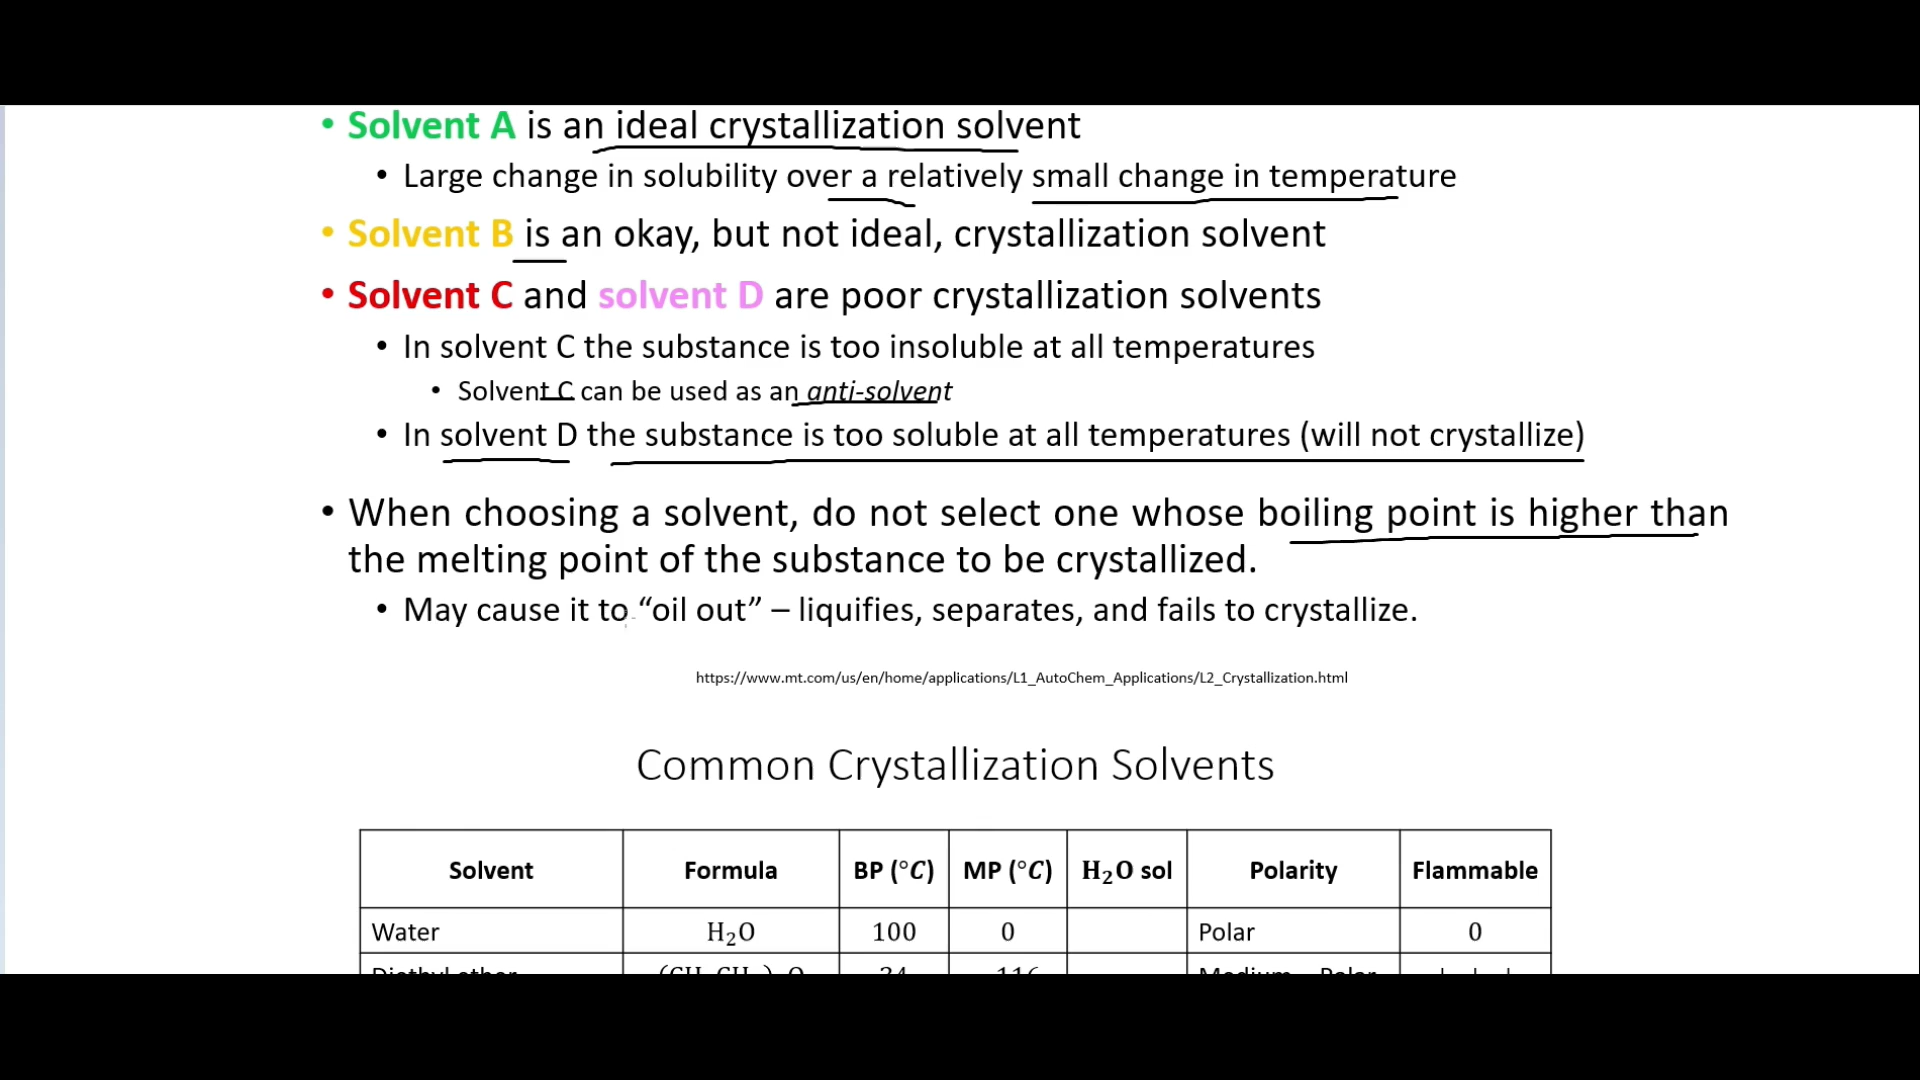 • Solvent A is an ideal crystallization solvent
• Large change in solubility over a relatively small change in temperature
• Solvent B is an okay, but not ideal, crystallization solvent
• Solvent C and solvent D are poor crystallization solvents
• In solvent C the substance is too insoluble at all temperatures
• Solvent C can be used as an anti-solvent
• In solvent D the substance is too soluble at all temperatures (will not crystallize)
• When choosing a solvent, do not select one whose boiling point is higher than
the melting point of the substance to be crystallized.
• May cause it to “oil out” – liquifies, separates, and fails to crystallize.
https://www.mt.com/us/en/home/applications/L1_AutoChem_Applications/L2_Crystallization.html
Common Crystallization Solvents
Solvent Formula BP (°C) MP (°C) H₂O sol Polarity Flammable
Water H₂O 100 0 Polar 0